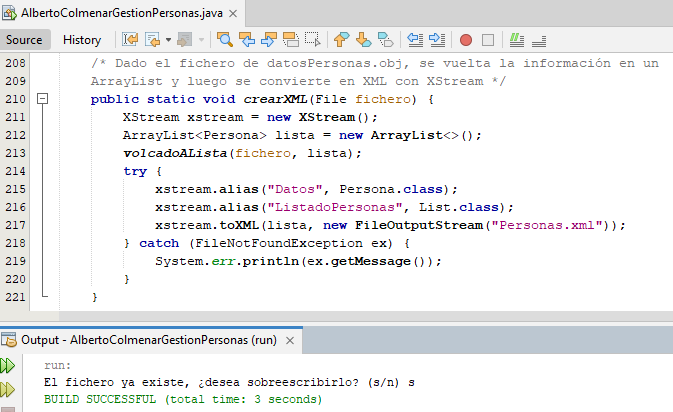 AlbertoColmenarGestionPersonas.java ×
Source History
208 /* Dado el fichero de datosPersonas.obj, se vuelta la información en un
209 ArrayList y luego se convierte en XML con XStream */
210 public static void crearXML(File fichero) {
211 XStream xstream = new XStream();
212 ArrayList<Persona> lista = new ArrayList<>();
213 volcadoALista(fichero, lista);
214 try {
215 xstream.alias("Datos", Persona.class);
216 xstream.alias("ListadoPersonas", List.class);
217 xstream.toXML(lista, new FileOutputStream("Personas.xml"));
218 } catch (FileNotFoundException ex) {
219 System.err.println(ex.getMessage());
220 }
221 }
Output - AlbertoColmenarGestionPersonas (run) ×
run:
El fichero ya existe, ¿desea sobreescribirlo? (s/n) s
BUILD SUCCESSFUL (total time: 3 seconds)